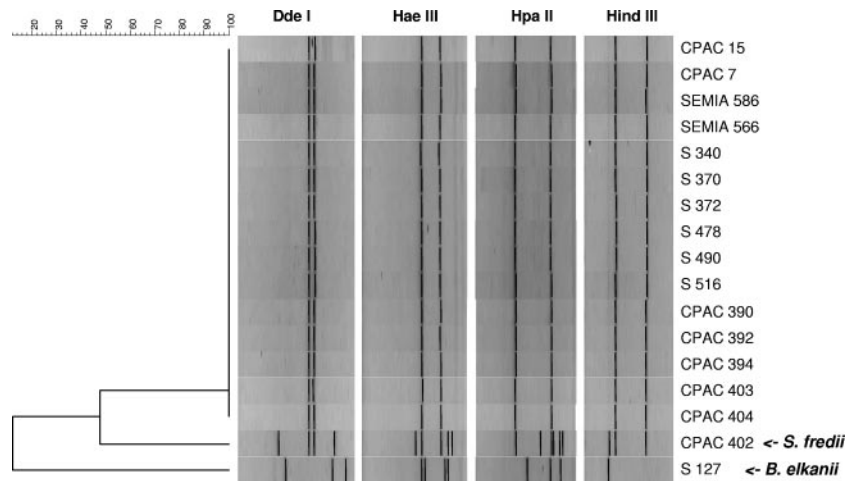 Dde I Hae III Hpa II Hind III
20 30 40 50 60 70 80 90 100
CPAC 15
CPAC 7
SEMIA 586
SEMIA 566
S 340
S 370
S 372
S 478
S 490
S 516
CPAC 390
CPAC 392
CPAC 394
CPAC 403
CPAC 404
CPAC 402 <- S. fredii
S 127 <- B. elkanii